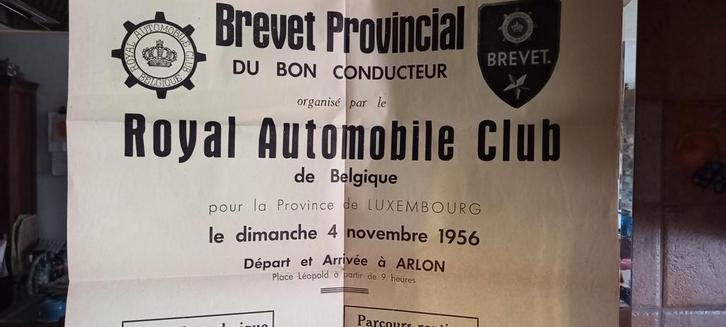 Brevet Provincial
DU BON CONDUCTEUR
ROYAL AUTOMOBILE CLUB
BELGIQUE
BREVET.
organisé par le
Royal Automobile Club
de Belgique
pour la Province de LUXEMBOURG
le dimanche 4 novembre 1956
Départ et Arrivée à ARLON
Place Léopold à partir de 9 heures
Parcours